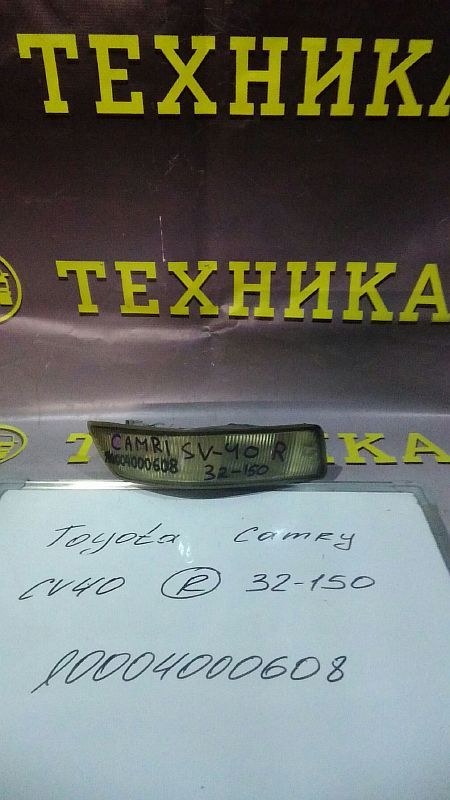 ТЕХНИКА
ТЕХНИКА
ТЕХНИКА
CAMRI SV-40 R
10004000608 32-150
Toyota Camry
CV40 R 32-150
10004000608